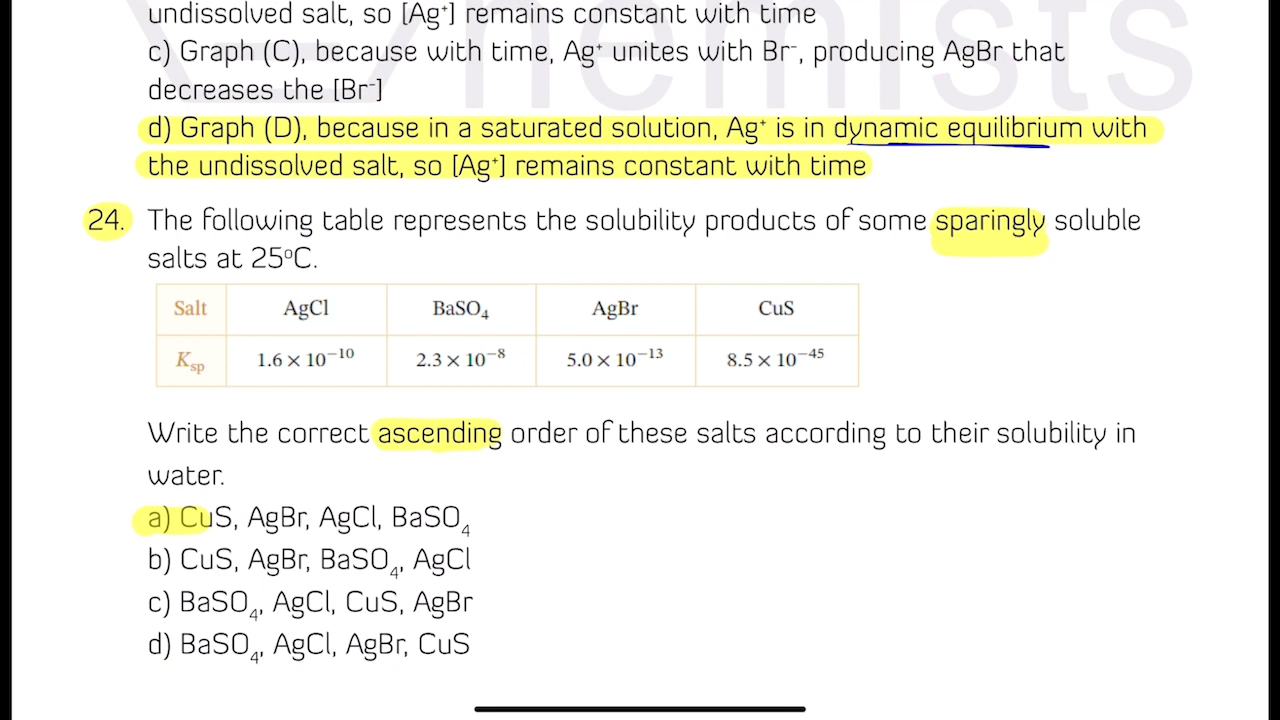 undissolved salt, so [Ag⁺] remains constant with time
c) Graph (C), because with time, Ag⁺ unites with Br⁻, producing AgBr that
decreases the [Br⁻]
d) Graph (D), because in a saturated solution, Ag⁺ is in dynamic equilibrium with
the undissolved salt, so [Ag⁺] remains constant with time
24. The following table represents the solubility products of some sparingly soluble
salts at 25⁰C.
Salt AgCl BaSO₄ AgBr CuS
Kₛₚ 1.6 × 10⁻¹⁰ 2.3 × 10⁻⁸ 5.0 × 10⁻¹³ 8.5 × 10⁻⁴⁵
Write the correct ascending order of these salts according to their solubility in
water.
a) CuS, AgBr, AgCl, BaSO₄
b) CuS, AgBr, BaSO₄, AgCl
c) BaSO₄, AgCl, CuS, AgBr
d) BaSO₄, AgCl, AgBr, CuS